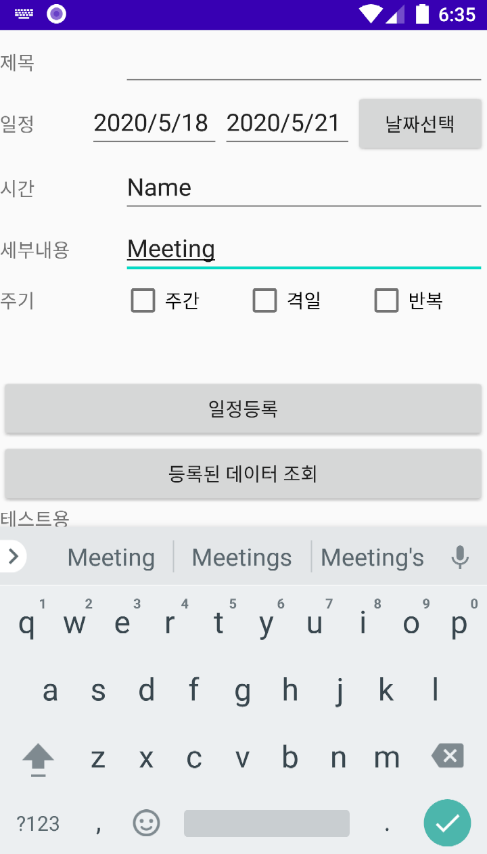 6:35
제목
일정 2020/5/18 2020/5/21 날짜선택
시간 Name
세부내용 Meeting
주기 주간 격일 반복
일정등록
등록된 데이터 조회
테스트용
Meeting Meetings Meeting's
1 2 3 4 5 6 7 8 9 0
q w e r t y u i o p
a s d f g h j k l
z x c v b n m
?123 , .